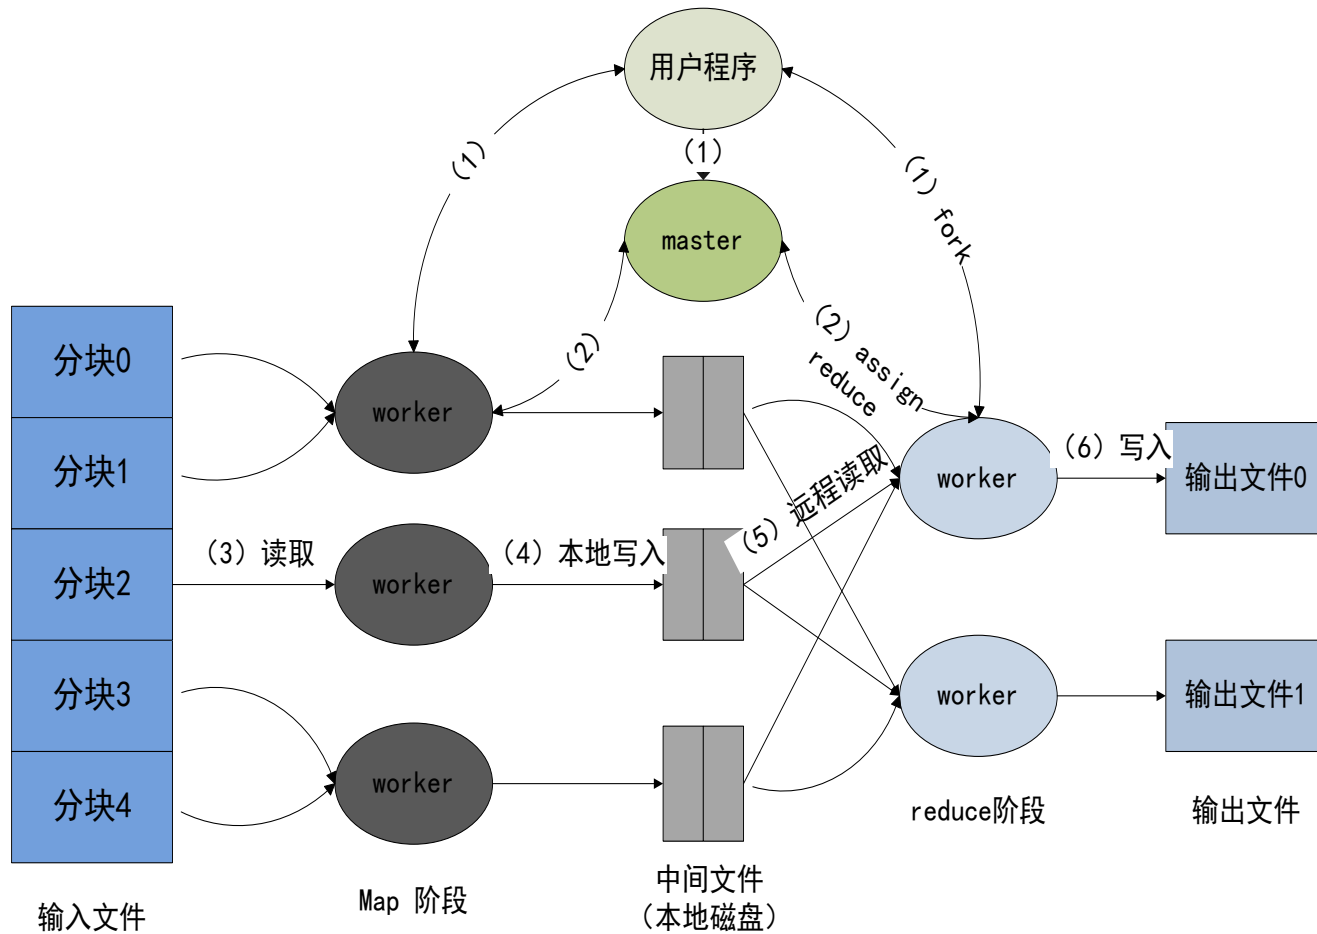 用户程序
(1)
(1)
(1) fork
master
(2)
(2) assign
reduce
分块0
分块1
分块2
分块3
分块4
worker
worker
worker
(3) 读取
(4) 本地写入
(5) 远程读取
worker
worker
(6) 写入
输出文件0
输出文件1
输入文件
Map 阶段
中间文件
(本地磁盘)
reduce阶段
输出文件